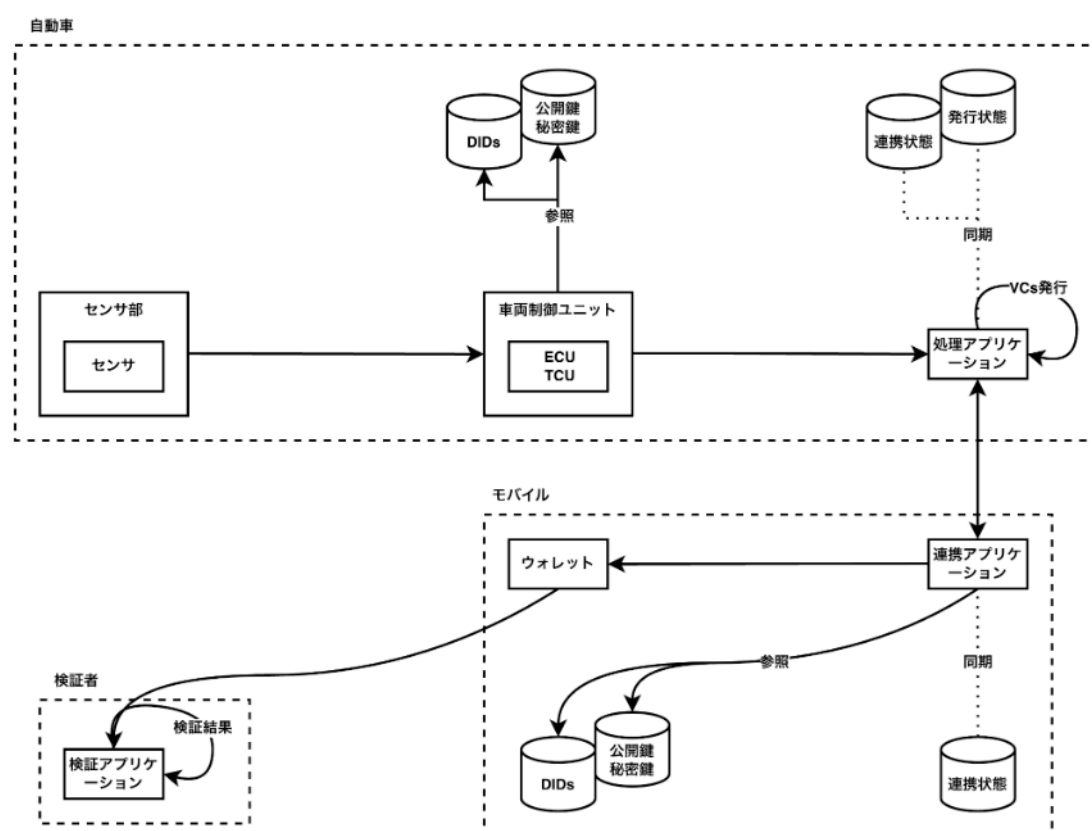 自動車
公開鍵
秘密鍵
DIDs
発行状態
連携状態
参照
同期
VCs発行
センサ部
センサ
車両制御ユニット
ECU
TCU
処理アプリケ
ーション
モバイル
ウォレット
連携アプリケ
ーション
検証者
検証結果
検証アプリケ
ーション
参照
同期
公開鍵
秘密鍵
DIDs
連携状態